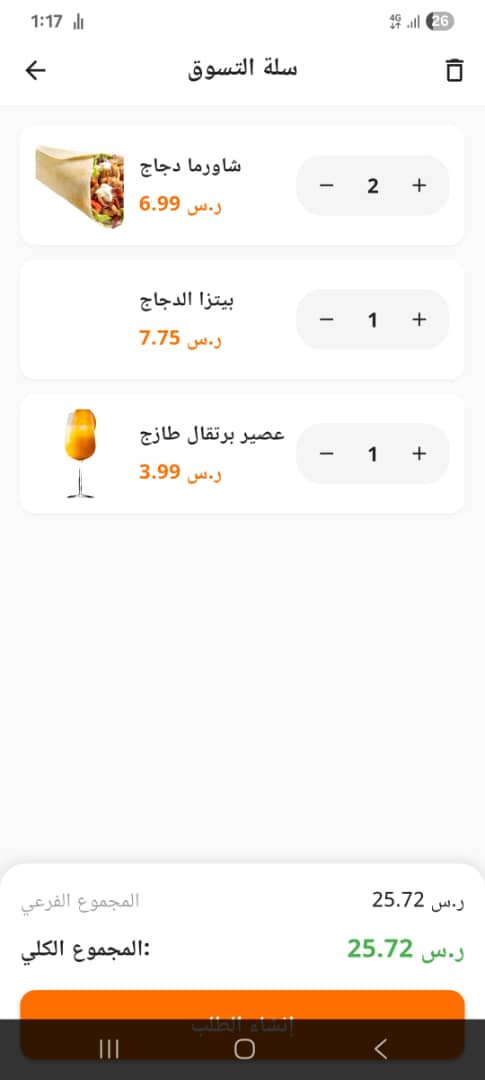 1:17
4G
26
سلة التسوق
شاورما دجاج
ر.س 6.99
2
بيتزا الدجاج
ر.س 7.75
1
عصير برتقال طازج
ر.س 3.99
1
المجموع الفرعي
ر.س 25.72
المجموع الكلي:
ر.س 25.72
إنشاء الطلب